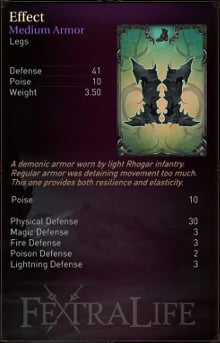 Effect
Medium Armor
Legs
Defense 41
Poise 10
Weight 3.50
A demonic armor worn by light Rhogar infantry.
Regular armor was detaining movement too much.
This one provides both resilience and elasticity.
Poise 10
Physical Defense 30
Magic Defense 3
Fire Defense 3
Poison Defense 2
Lightning Defense 3
FEXTRALIFE